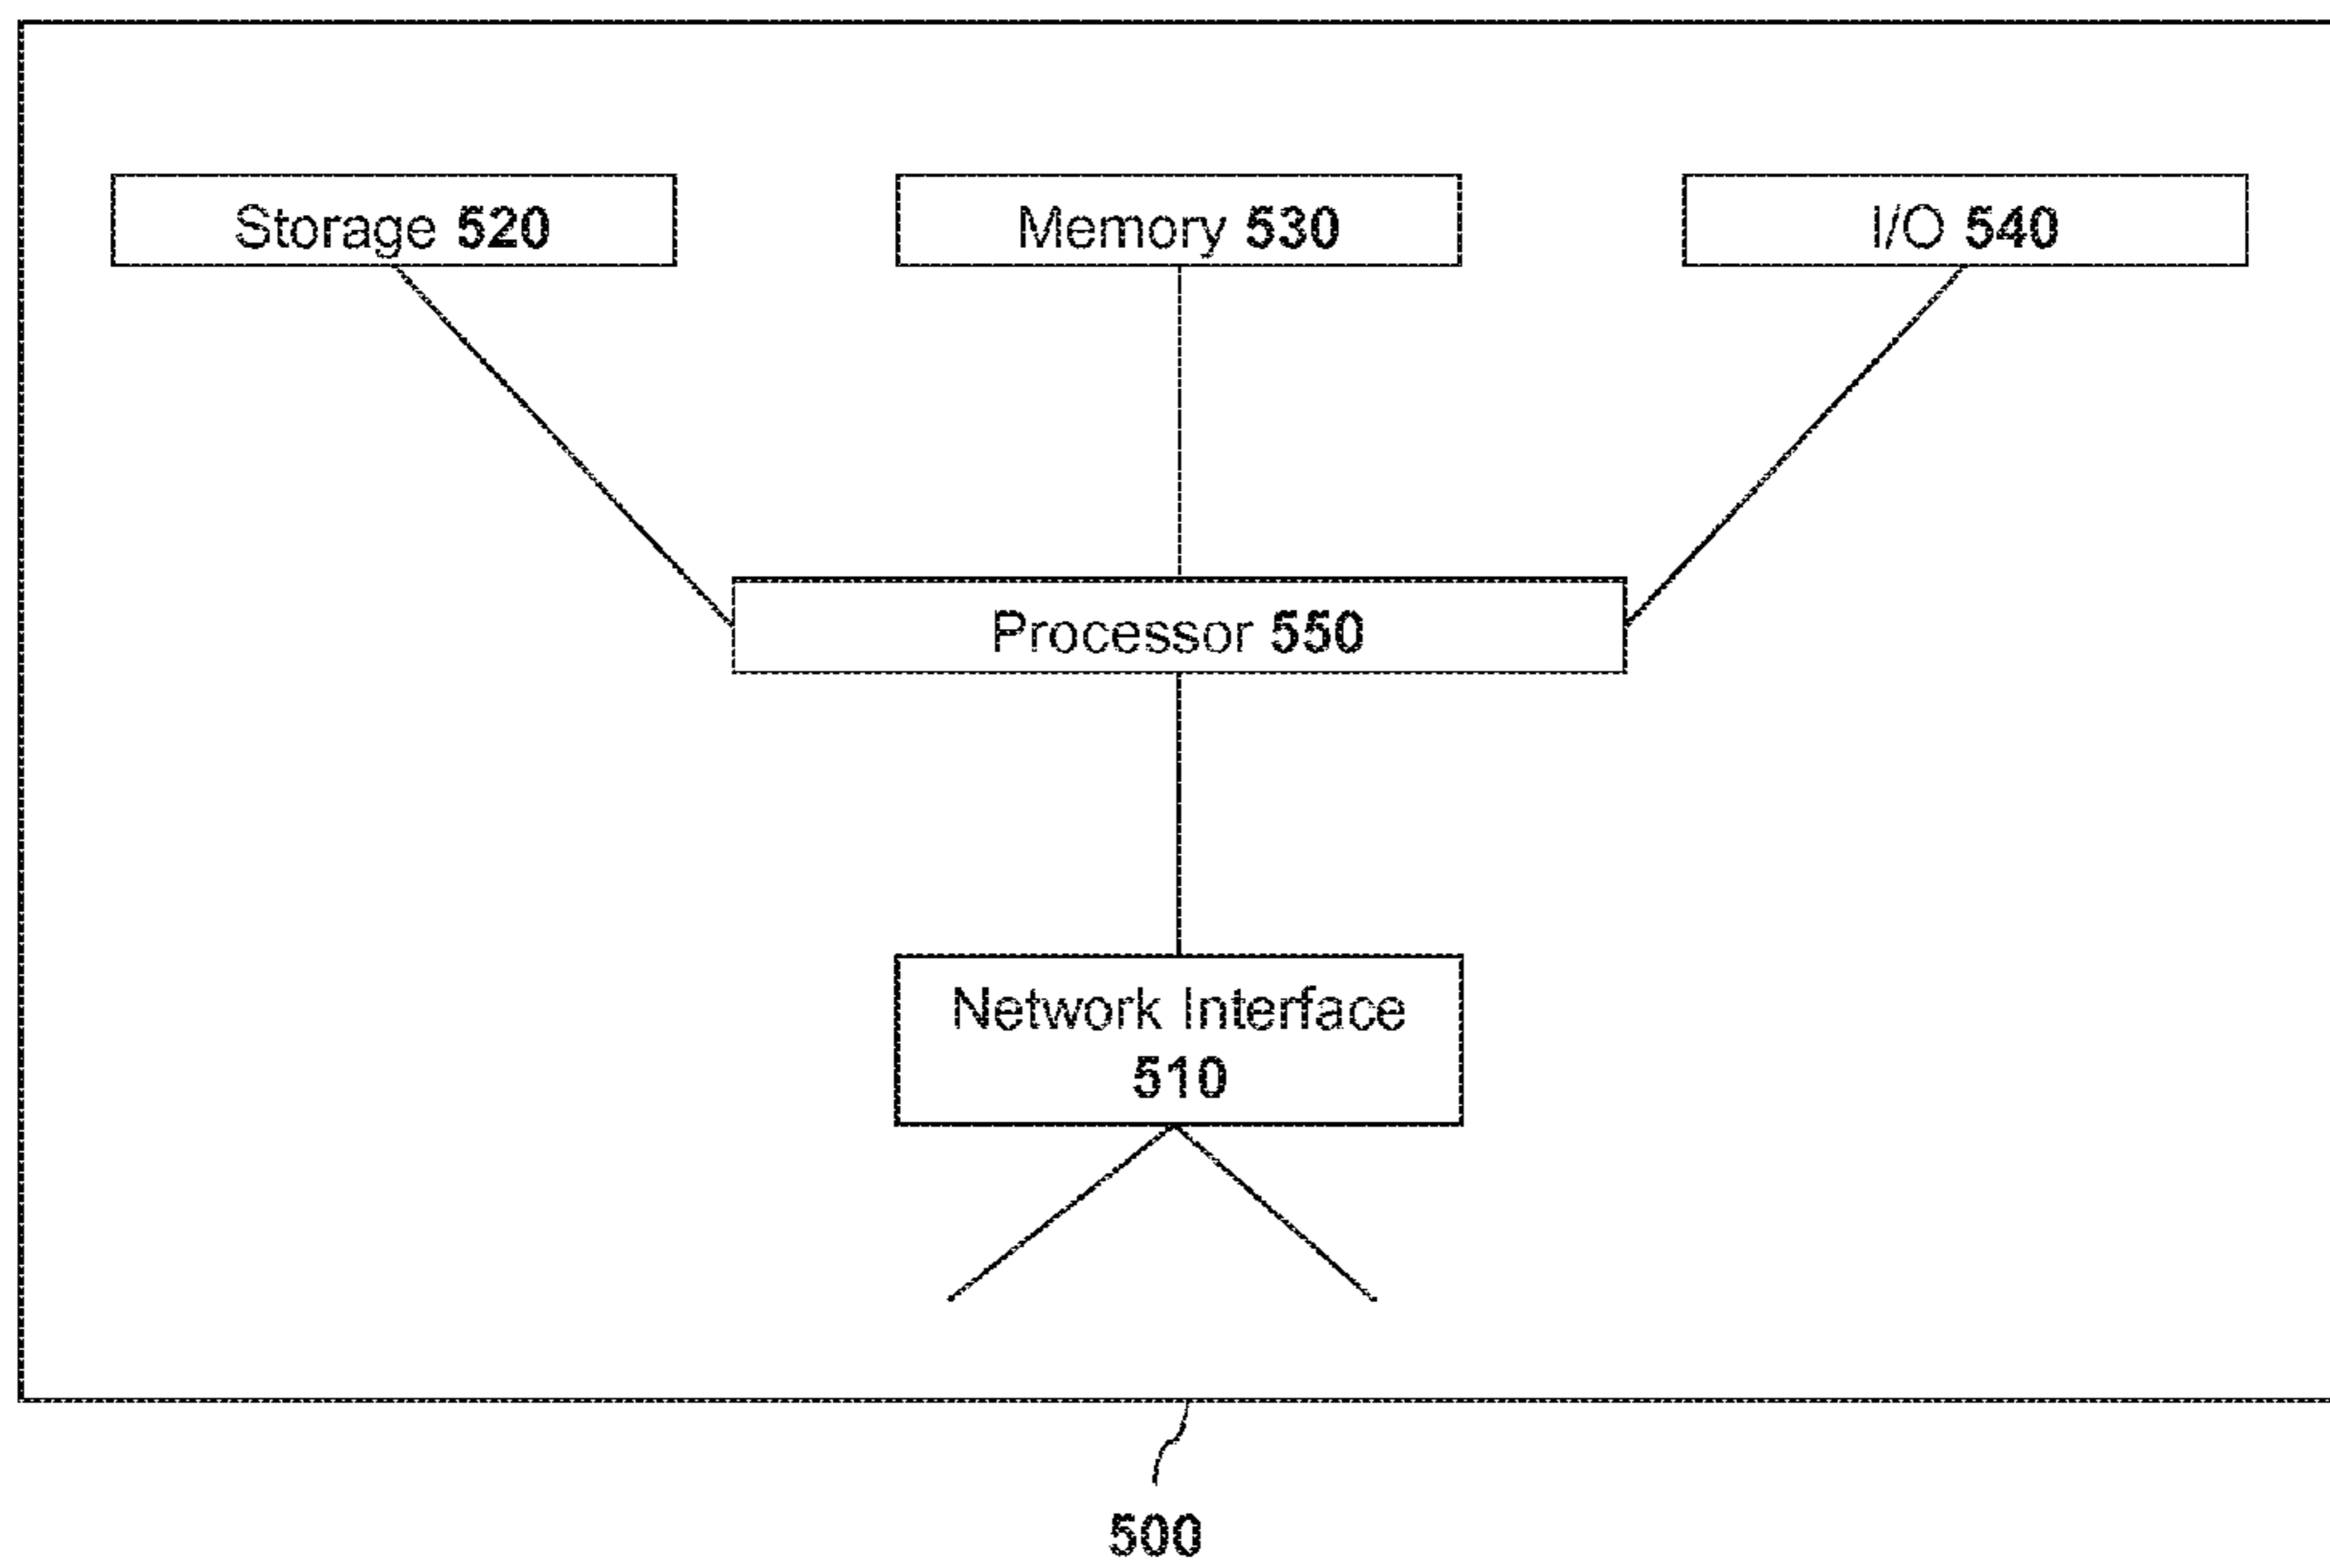 Storage 520
Memory 530
I/O 540
Processor 550
Network Interface
510
500